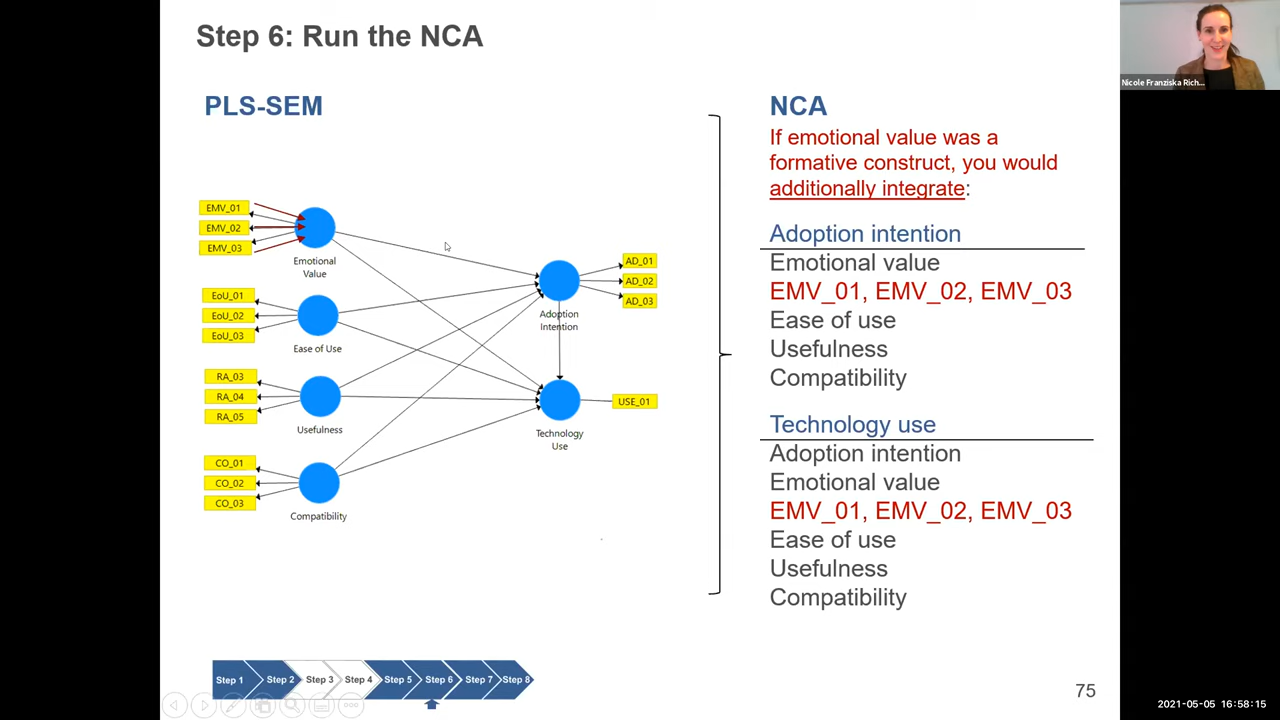 Step 6: Run the NCA
Nicole Franziska Rich...
PLS-SEM
EMV_01
EMV_02
EMV_03
Emotional
Value
EoU_01
EoU_02
EoU_03
Ease of Use
RA_03
RA_04
RA_05
Usefulness
CO_01
CO_02
CO_03
Compatibility
AD_01
AD_02
AD_03
Adoption
Intention
USE_01
Technology
Use
NCA
If emotional value was a
formative construct, you would
additionally integrate:
Adoption intention
Emotional value
EMV_01, EMV_02, EMV_03
Ease of use
Usefulness
Compatibility
Technology use
Adoption intention
Emotional value
EMV_01, EMV_02, EMV_03
Ease of use
Usefulness
Compatibility
Step 1
Step 2
Step 3
Step 4
Step 5
Step 6
Step 7
Step 8
75
2021-05-05 16:58:15